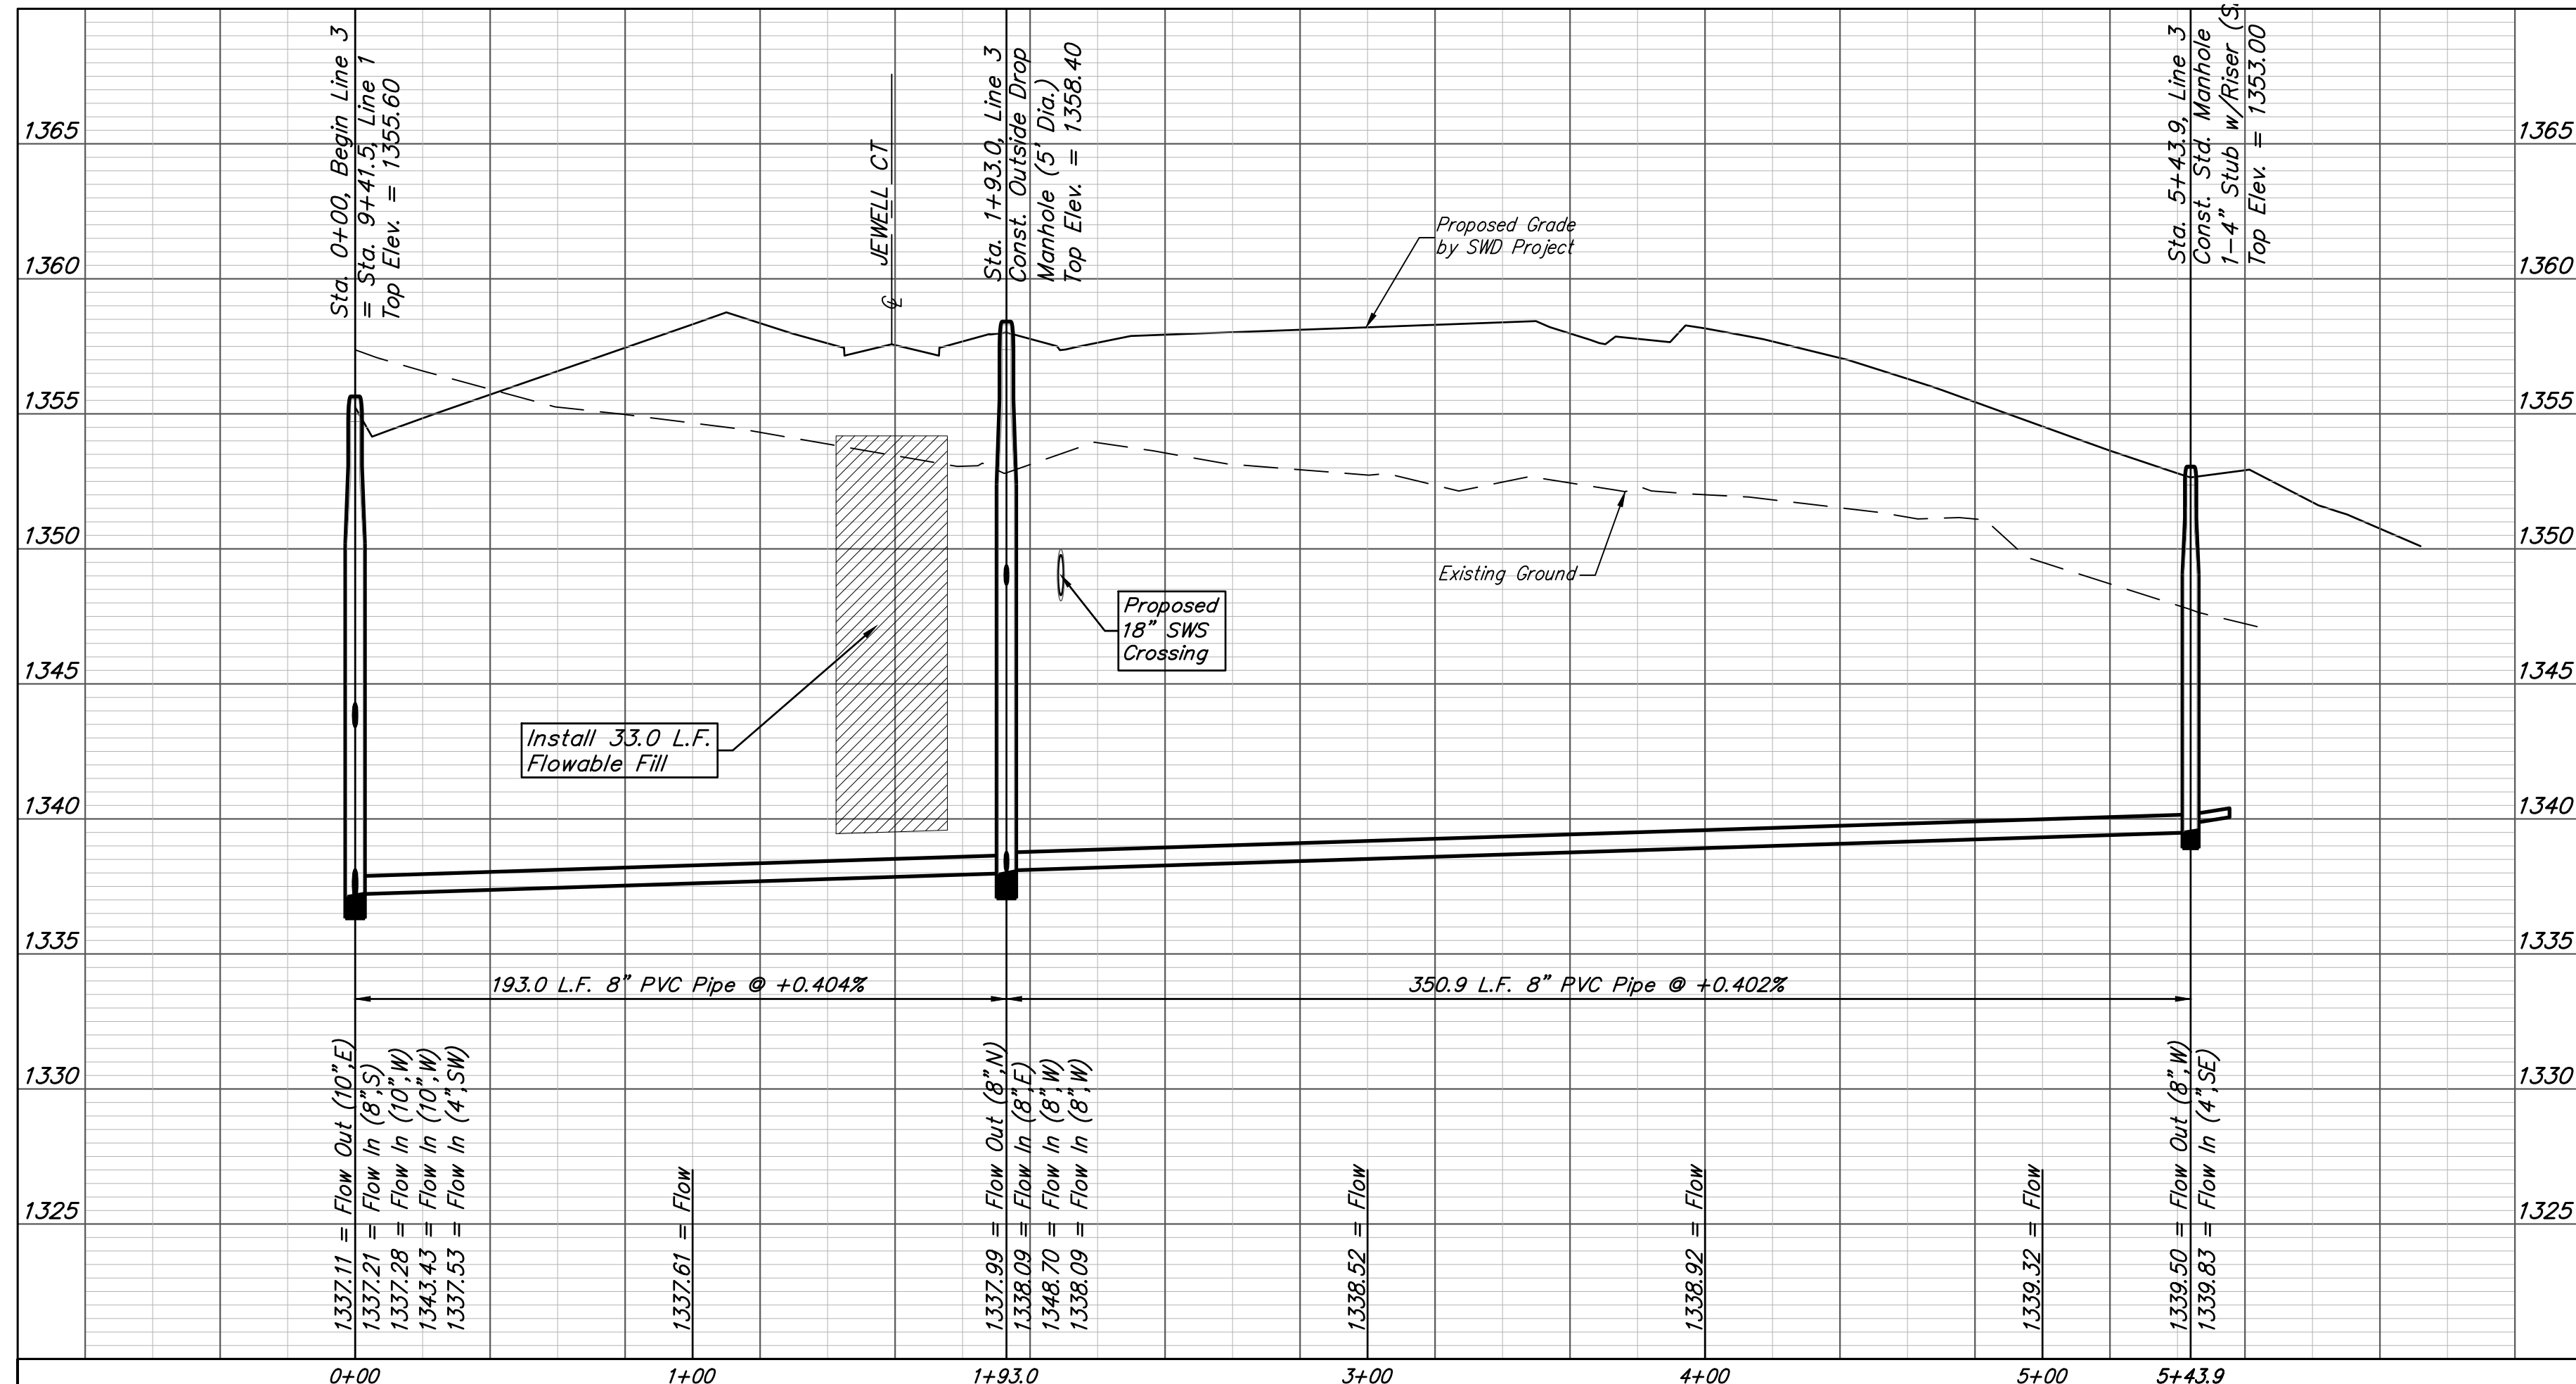 Sta. 0+00, Begin Line 3
= Sta. 9+41.5, Line 1
Top Elev. = 1355.60
JEWELL CT
Sta. 1+93.0, Line 3
Const. Outside Drop
Manhole (5' Dia.)
Top Elev. = 1358.40
Proposed Grade
by SWD Project
Sta. 5+43.9, Line 3
Const. Std. Manhole
1-4" Stub w/Riser
Top Elev. = 1353.00
1365
1360
1355
1350
1345
1340
1335
1330
1325
1365
1360
1355
1350
1345
1340
1335
1330
1325
Existing Ground
Proposed
18" SWS
Crossing
Install 33.0 L.F.
Flowable Fill
193.0 L.F. 8" PVC Pipe @ +0.404%
350.9 L.F. 8" PVC Pipe @ +0.402%
1337.11 = Flow Out (10",E)
1337.21 = Flow In (8",S)
1337.28 = Flow In (10",W)
1343.43 = Flow In (10",W)
1337.53 = Flow In (4",SW)
1337.61 = Flow
1337.99 = Flow Out (8",N)
1338.09 = Flow In (8",E)
1348.70 = Flow In (8",W)
1338.09 = Flow In (8",W)
1338.52 = Flow
1338.92 = Flow
1339.32 = Flow
1339.50 = Flow Out (8",W)
1339.83 = Flow In (4",SE)
0+00
1+00
1+93.0
3+00
4+00
5+00
5+43.9